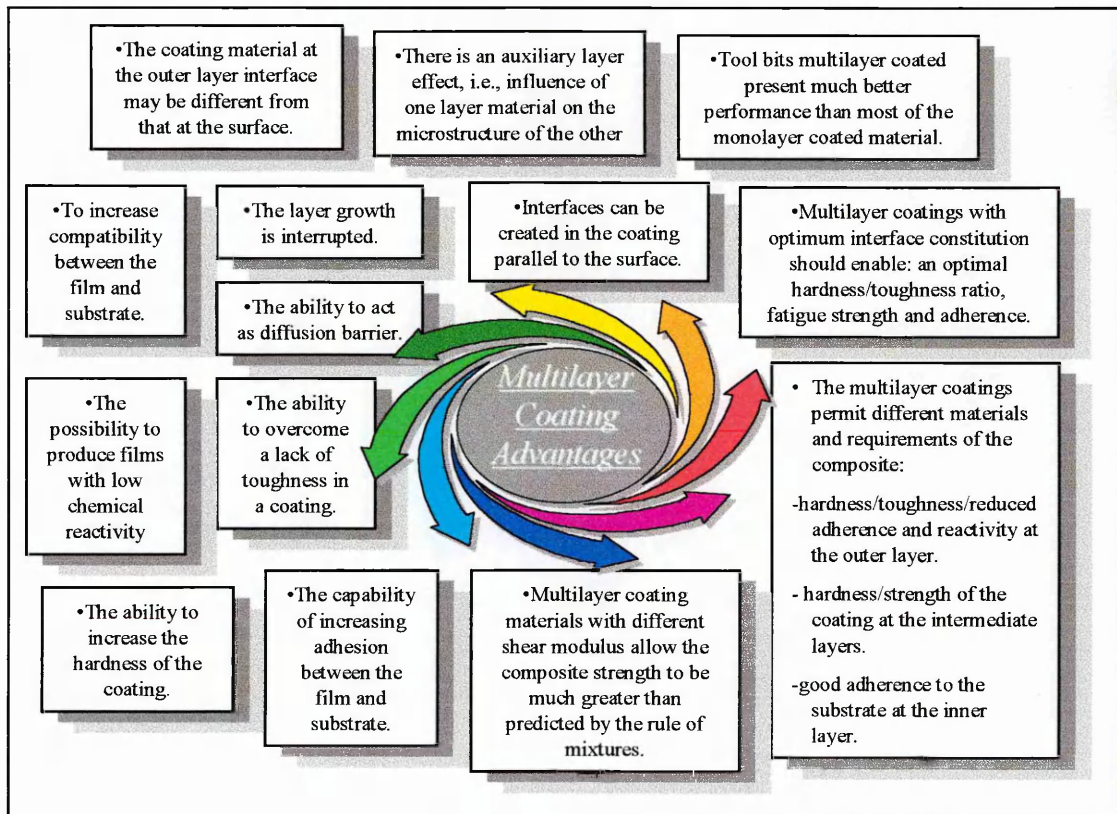 •The coating material at
the outer layer interface
may be different from
that at the surface.
•There is an auxiliary layer
effect, i.e., influence of
one layer material on the
microstructure of the other
•Tool bits multilayer coated
present much better
performance than most of the
monolayer coated material.
•To increase
compatibility
between the
film and
substrate.
•The layer growth
is interrupted.
•Interfaces can be
created in the coating
parallel to the surface.
•Multilayer coatings with
optimum interface constitution
should enable: an optimal
hardness/toughness ratio,
fatigue strength and adherence.
•The ability to act
as diffusion barrier.
Multilayer
Coating
Advantages
•The
possibility to
produce films
with low
chemical
reactivity
•The ability
to overcome
a lack of
toughness in
a coating.
• The multilayer coatings
permit different materials
and requirements of the
composite:
-hardness/toughness/reduced
adherence and reactivity at
the outer layer.
- hardness/strength of the
coating at the intermediate
layers.
-good adherence to the
substrate at the inner
layer.
•The ability to
increase the
hardness of the
coating.
•The capability
of increasing
adhesion
between the
film and
substrate.
•Multilayer coating
materials with different
shear modulus allow the
composite strength to be
much greater than
predicted by the rule of
mixtures.